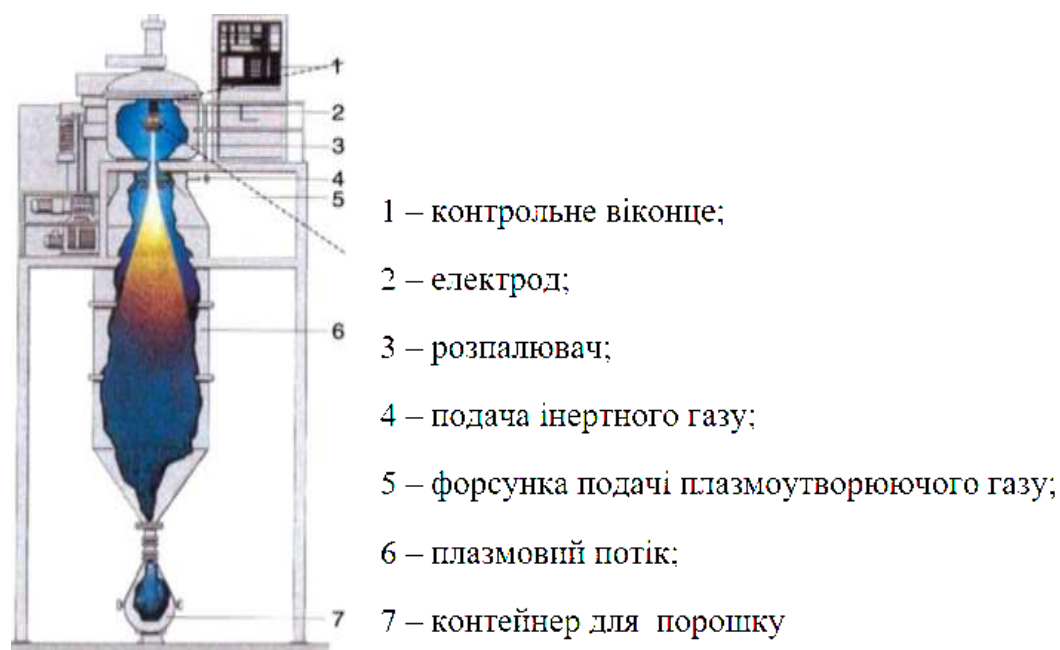 1
2
3
4
5
6
7
1 – контрольне віконце;
2 – електрод;
3 – розпалювач;
4 – подача інертного газу;
5 – форсунка подачі плазмоутворюючого газу;
6 – плазмовий потік;
7 – контейнер для порошку